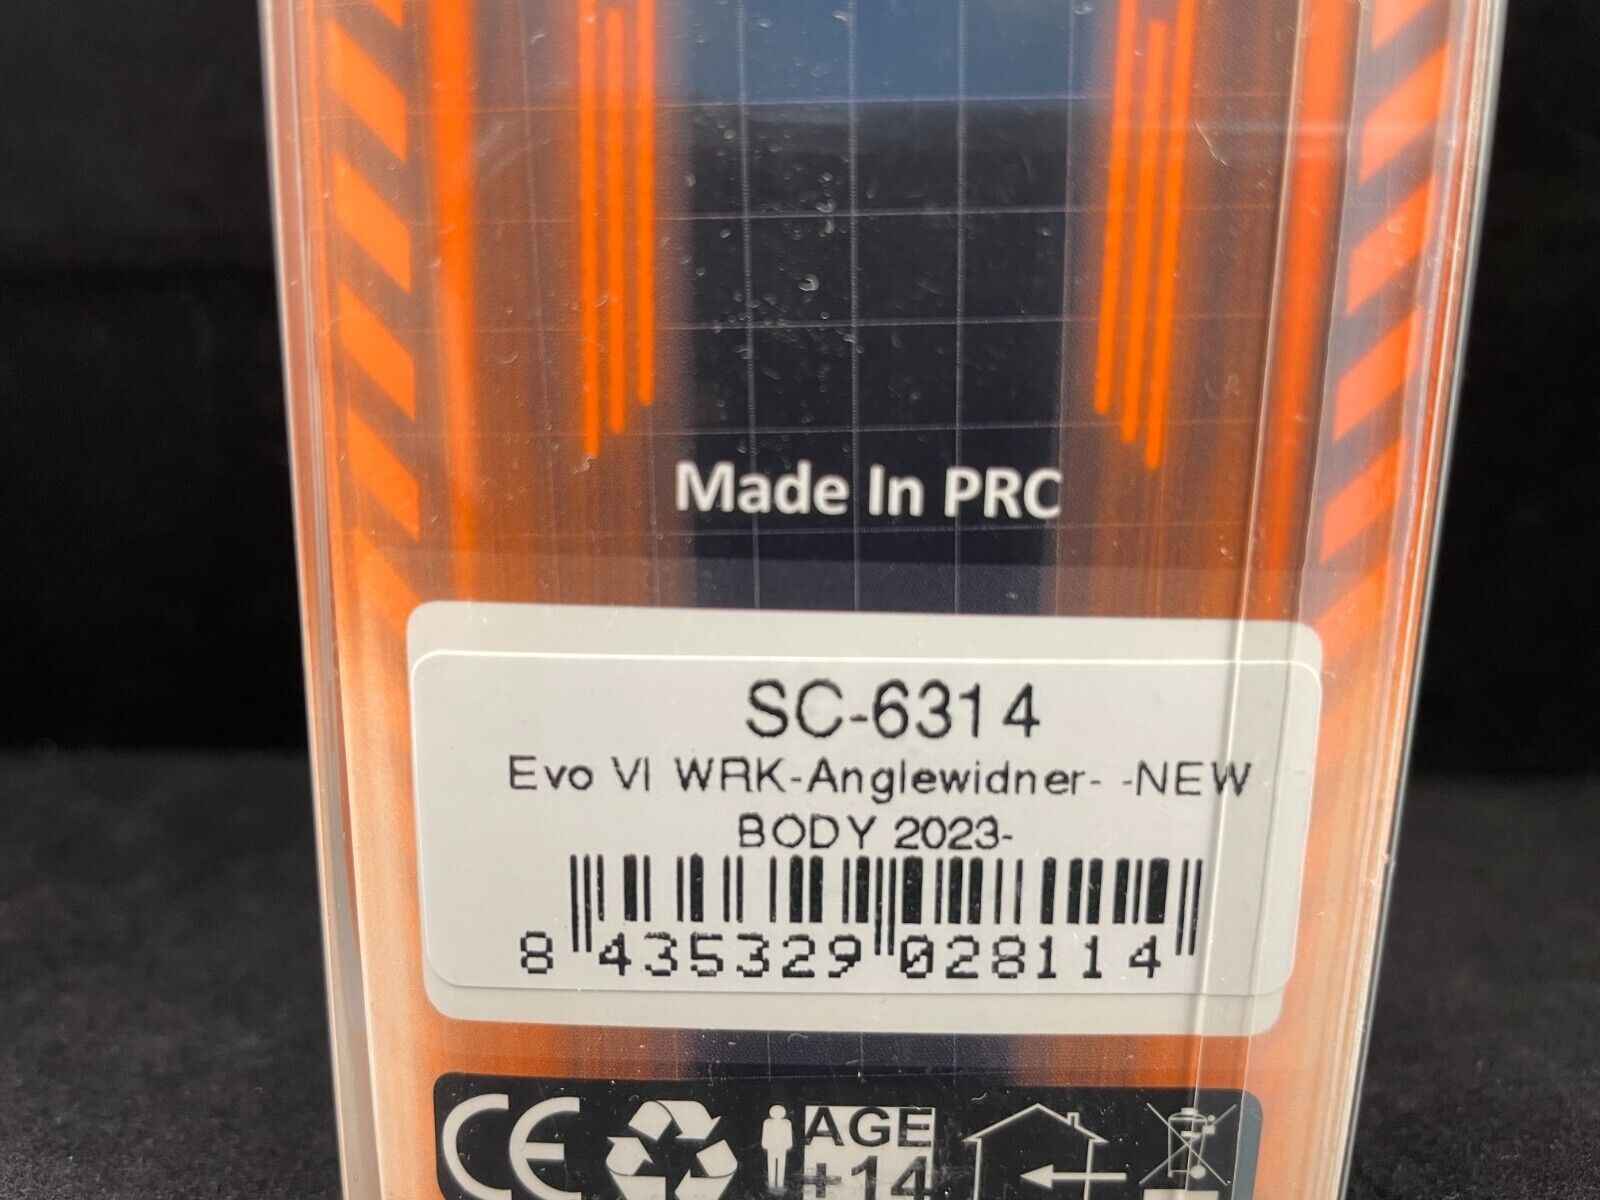 Made In PRC
SC-6314
Evo VI WRK-Anglewidner- -NEW
BODY 2023-
8 435329 028114
CE
AGE
+14